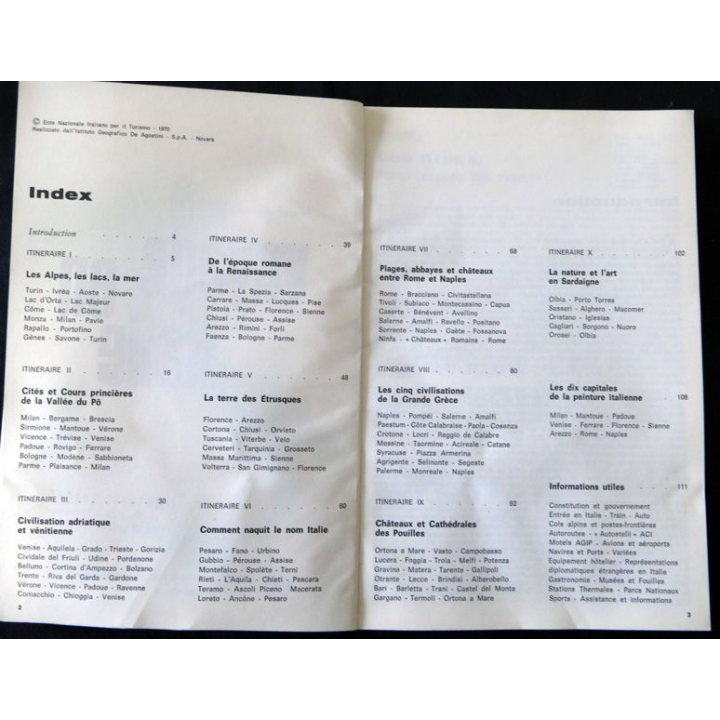 © Ente Nazionale Italiano per il Turismo - 1970
Realizzato dall'Istituto Geografico De Agostini - S.p.A. - Novara
Index
Introduction . . . . . . . 4
ITINERAIRE I . . . . . . . 5
Les Alpes, les lacs, la mer
Turin - Ivrea - Aoste - Novare
Lac d'Orta - Lac Majeur
Côme - Lac de Côme
Monza - Milan - Pavie
Rapallo - Portofino
Gênes - Savone - Turin
ITINERAIRE II . . . . . . 16
Cités et Cours princières
de la Vallée du Pô
Milan - Bergame - Brescia
Sirmione - Mantoue - Vérone
Vicence - Trévise - Venise
Padoue - Rovigo - Ferrare
Bologne - Modène - Sabbioneta
Parme - Plaisance - Milan
ITINERAIRE III . . . . . . 30
Civilisation adriatique
et vénitienne
Venise - Aquileia - Grado - Trieste - Gorizia
Cividale del Friuli - Udine - Pordenone
Belluno - Cortina d'Ampezzo - Bolzano
Trente - Riva del Garda - Gardone
Vérone - Vicence - Padoue - Ravenne
Comacchio - Chioggia - Venise
2
ITINERAIRE IV . . . . . . 39
De l'époque romane
à la Renaissance
Parme - La Spezia - Sarzana
Carrare - Massa - Lucques - Pise
Pistoia - Prato - Florence - Sienne
Chiusi - Pérouse - Assise
Arezzo - Rimini - Forlì
Faenza - Bologne - Parme
ITINERAIRE V . . . . . . 48
La terre des Étrusques
Florence - Arezzo
Cortona - Chiusi - Orvieto
Tuscania - Viterbe - Veio
Cerveteri - Tarquinia - Grosseto
Massa Marittima - Sienne
Volterra - San Gimignano - Florence
ITINERAIRE VI . . . . . . 60
Comment naquit le nom Italie
Pesaro - Fano - Urbino
Gubbio - Pérouse - Assise
Montefalco - Spolète - Terni
Rieti - L'Aquila - Chieti - Pescara
Teramo - Ascoli Piceno Macerata
Loreto - Ancône - Pesaro
ITINERAIRE VII . . . . . . 68
Plages, abbayes et châteaux
entre Rome et Naples
Rome - Bracciano - Civitastellana
Tivoli - Subiaco - Montecassino - Capus
Caserte - Bénévent - Avellino
Salerne - Amalfi - Ravello - Positano
Sorrente - Naples - Gaète - Fossanova
Ninfa - « Châteaux » Romains - Rome
ITINERAIRE VIII . . . . . . 80
Les cinq civilisations
de la Grande Grèce
Naples - Pompéi - Salerne - Amalfi
Paestum - Côte Calabraise - Paola - Cosenza
Crotone - Locri - Reggio de Calabre
Messine - Taormine - Acireale - Catane
Syracuse - Piazza Armerina
Agrigente - Selinonte - Segeste
Palerme - Monreale - Naples
ITINERAIRE IX . . . . . . 92
Châteaux et Cathédrales
des Pouilles
Ortona a Mare - Vasto - Campobasso
Lucera - Foggia - Troia - Melfi - Potenza
Gravina - Matera - Tarente - Gallipoli
Otrante - Lecce - Brindisi - Alberobello
Bari - Barletta - Trani - Castel del Monte
Gargano - Termoli - Ortona a Mare
ITINERAIRE X . . . . . . 102
La nature et l'art
en Sardaigne
Olbia - Porto Torres
Sassari - Alghero - Macomer
Oristano - Iglesias
Cagliari - Sorgono - Nuoro
Orosei - Olbia
Les dix capitales
de la peinture italienne . 108
Milan - Mantoue - Padoue
Venise - Ferrare - Florence - Sienne
Arezzo - Rome - Naples
Informations utiles . . . . 111
Constitution et gouvernement
Entrée en Italie - Train - Auto
Cols alpins et postes-frontières
Autoroutes - « Autostelli » ACI
Motels AGIP - Avions et aéroports
Navires et Ports - Variées
Equipement hôtelier - Représentations
diplomatiques étrangères en Italie
Gastronomie - Musées et Fouilles
Stations Thermales - Parcs Nationaux
Sports - Assistance et informations
3